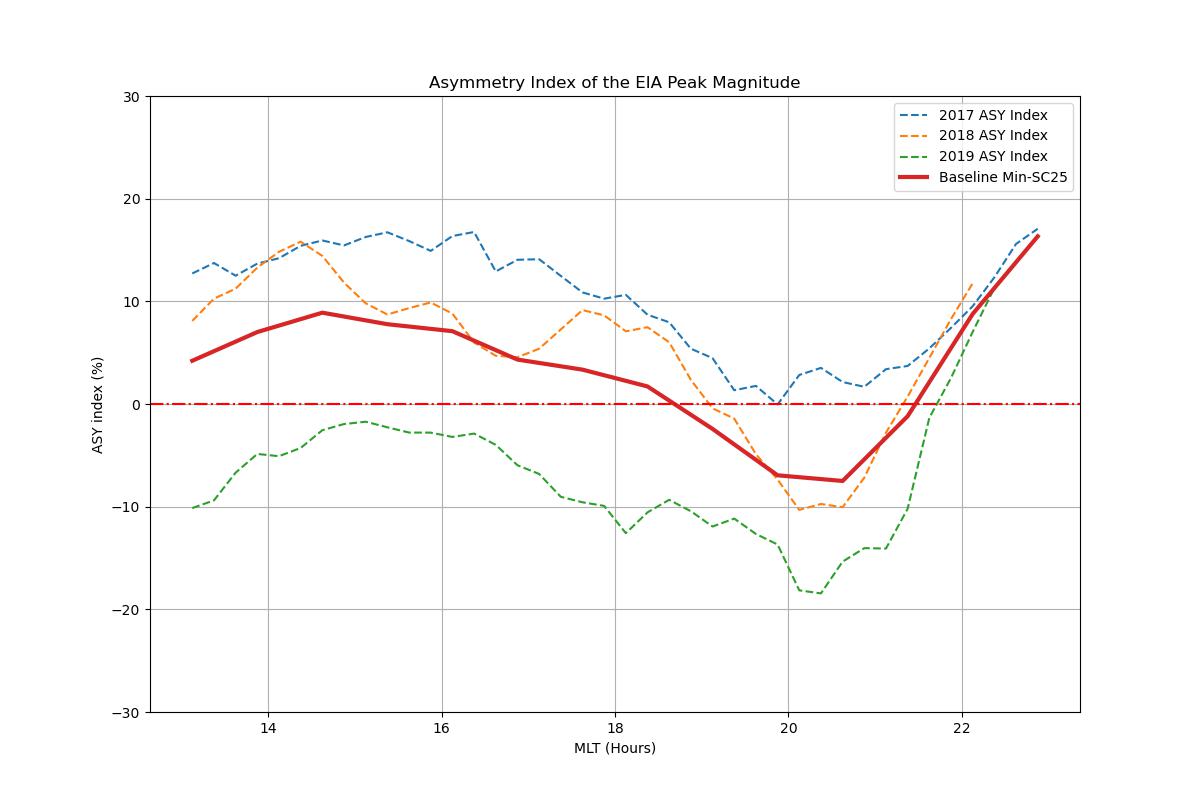 Asymmetry Index of the EIA Peak Magnitude
30
20
10
0
−10
−20
−30
ASY index (%)
14
16
18
20
22
MLT (Hours)
2017 ASY Index
2018 ASY Index
2019 ASY Index
Baseline Min-SC25